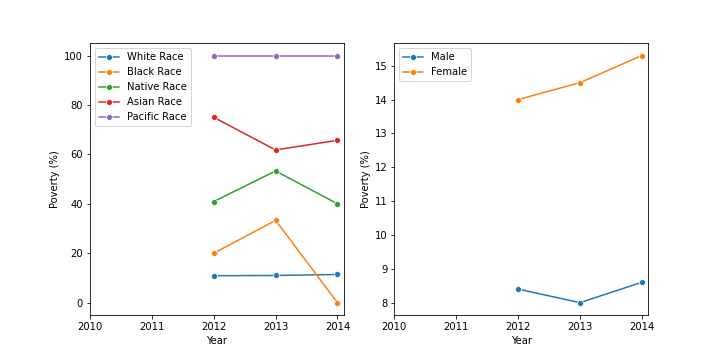 White Race
Black Race
Native Race
Asian Race
Pacific Race
100
80
60
40
20
0
Poverty (%)
2010 2011 2012 2013 2014
Year
Male
Female
15
14
13
12
11
10
9
8
Poverty (%)
2010 2011 2012 2013 2014
Year